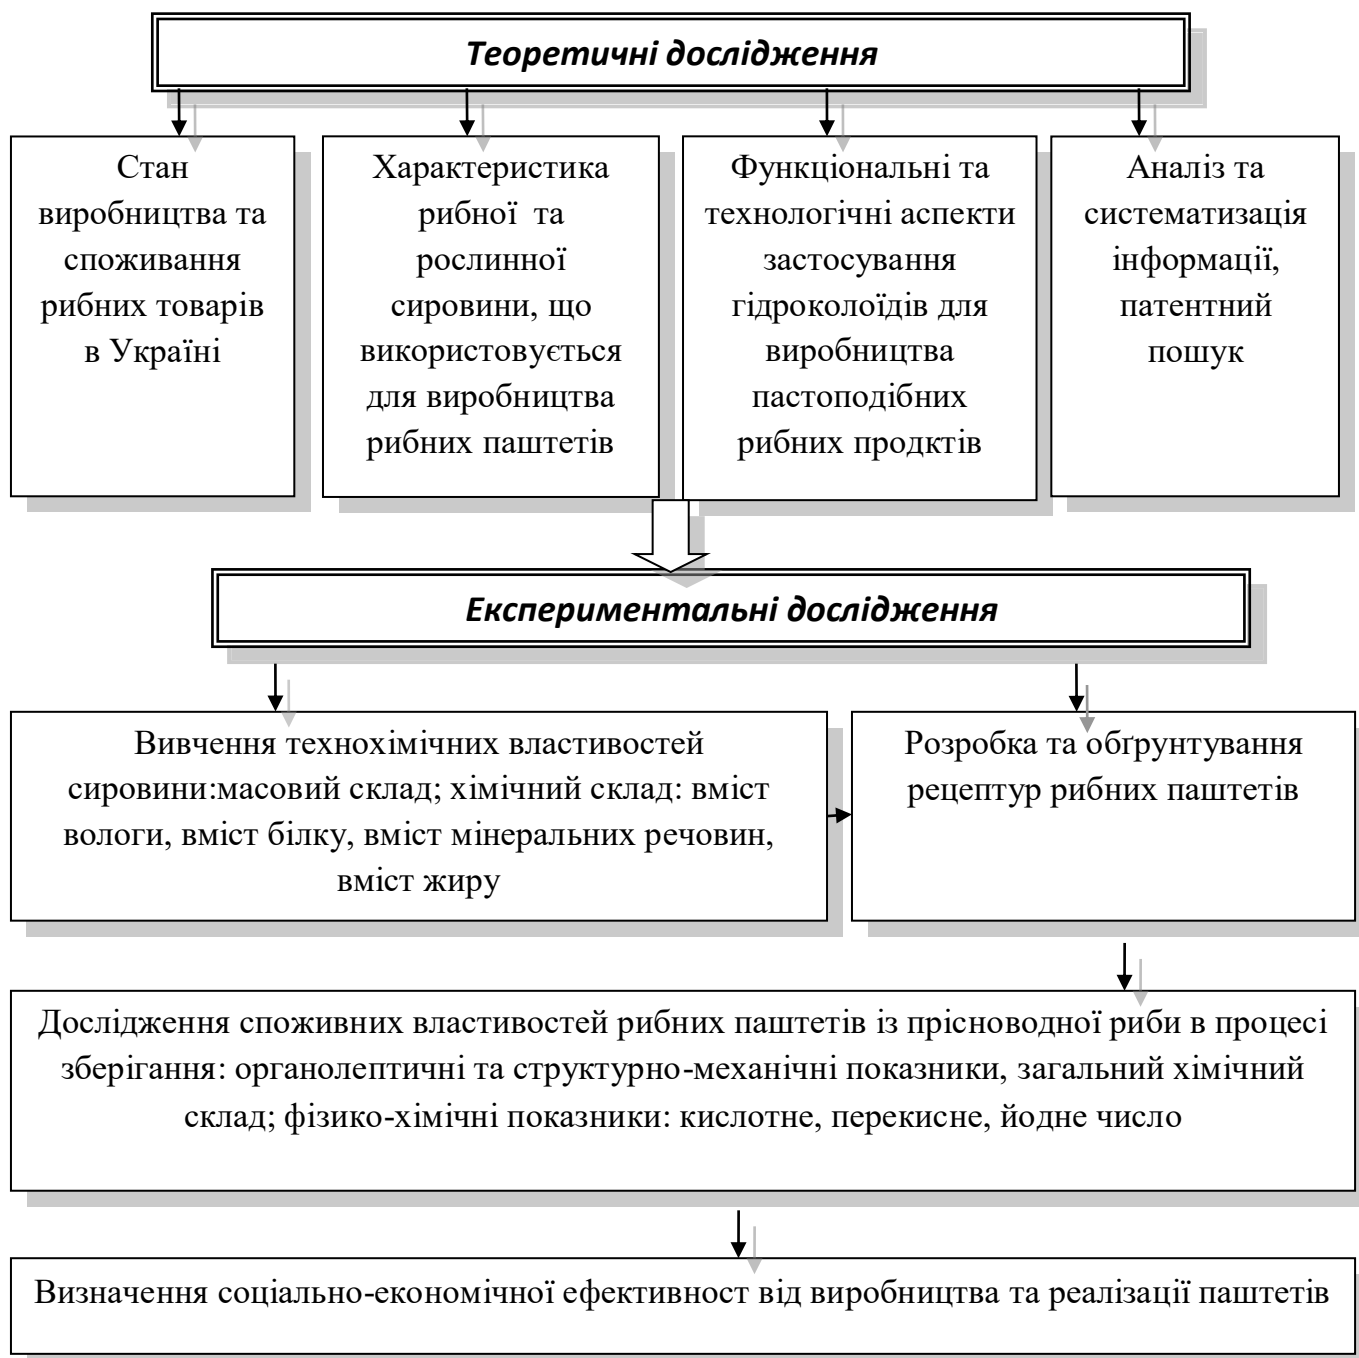 Теоретичні дослідження
Стан
виробництва та
споживання
рибних товарів
в Україні
Характеристика
рибної та
рослинної
сировини, що
використовується
для виробництва
рибних паштетів
Функціональні та
технологічні аспекти
застосування
гідроколоїдів для
виробництва
пастоподібних
рибних продктів
Аналіз та
систематизація
інформації,
патентний
пошук
Експериментальні дослідження
Вивчення технохімічних властивостей
сировини:масовий склад; хімічний склад: вміст
вологи, вміст білку, вміст мінеральних речовин,
вміст жиру
Розробка та обґрунтування
рецептур рибних паштетів
Дослідження споживних властивостей рибних паштетів із прісноводної риби в процесі
зберігання: органолептичні та структурно-механічні показники, загальний хімічний
склад; фізико-хімічні показники: кислотне, перекисне, йодне число
Визначення соціально-економічної ефективност від виробництва та реалізації паштетів